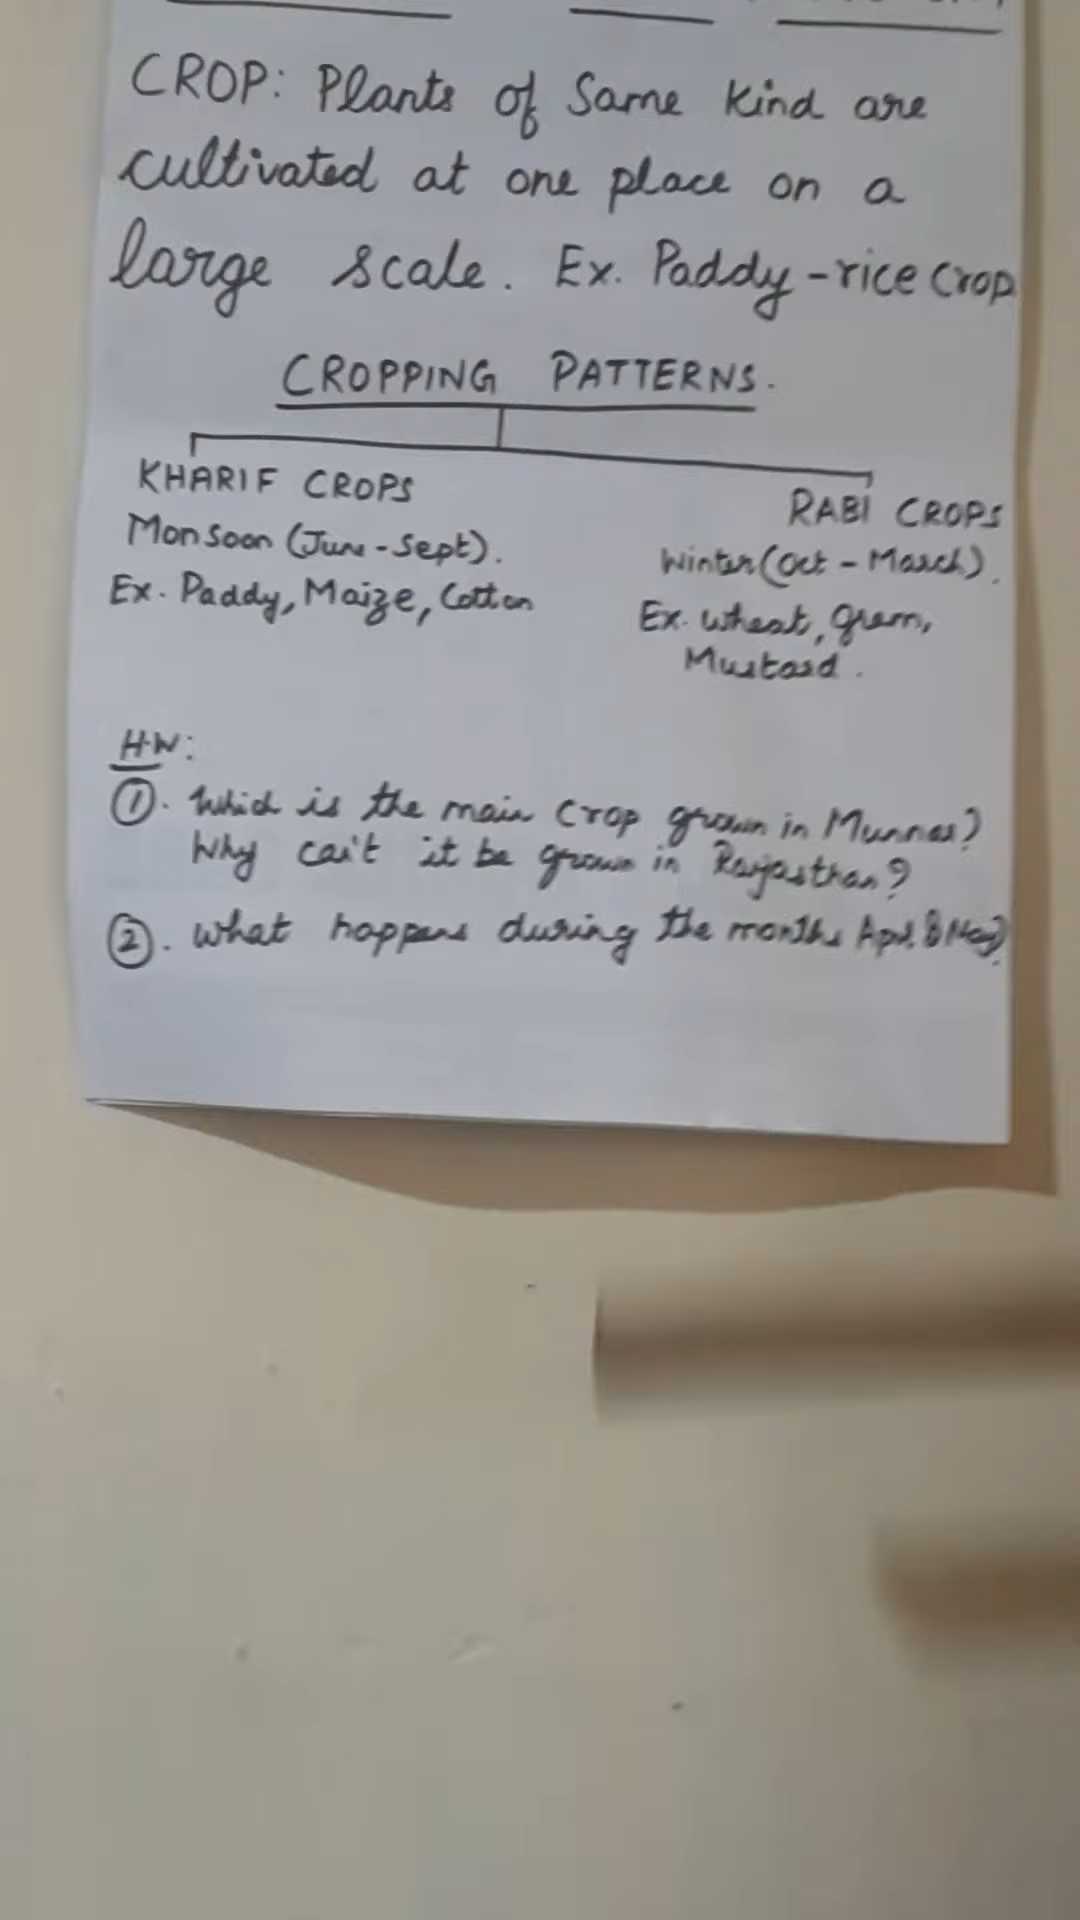 CROP: Plants of Same Kind are
cultivated at one place on a
large scale. Ex. Paddy-rice Crop
CROPPING PATTERNS.
KHARIF CROPS
Monsoon (June-Sept).
Ex. Paddy, Maize, Cotton
RABI CROPS
Winter (Oct - March).
Ex. Wheat, Gram,
Mustard.
H.W:
①. Which is the main Crop grown in Munnar?
Why can't it be grown in Rajasthan?
②. What happens during the months Apr. & May?